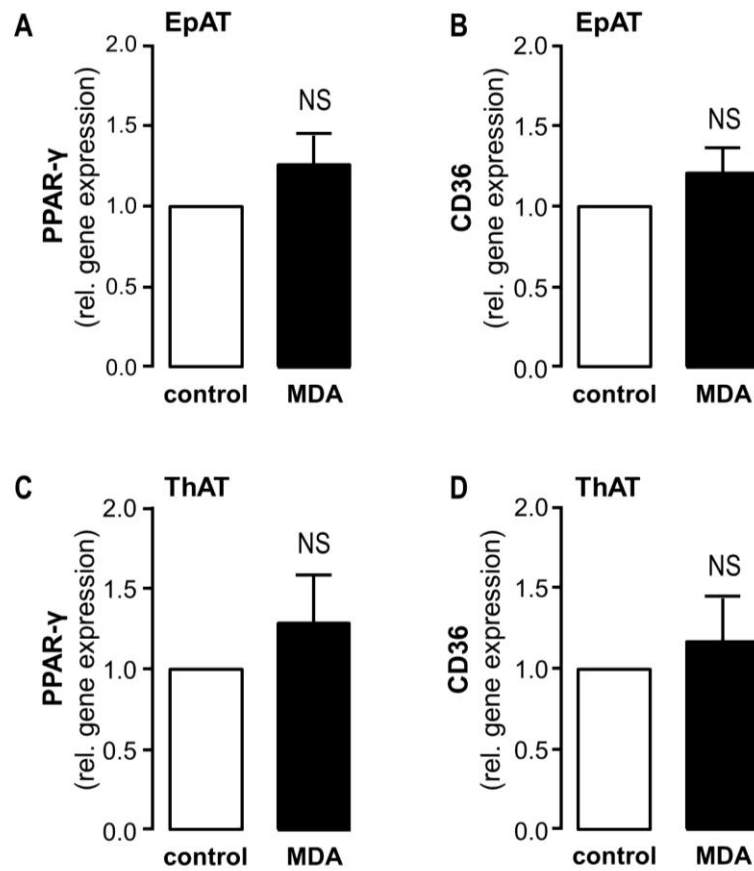 A
EpAT
PPAR-γ
(rel. gene expression)
2.0
1.5
1.0
0.5
0.0
NS
control MDA
B
EpAT
CD36
(rel. gene expression)
2.0
1.5
1.0
0.5
0.0
NS
control MDA
C
ThAT
PPAR-γ
(rel. gene expression)
2.0
1.5
1.0
0.5
0.0
NS
control MDA
D
ThAT
CD36
(rel. gene expression)
2.0
1.5
1.0
0.5
0.0
NS
control MDA